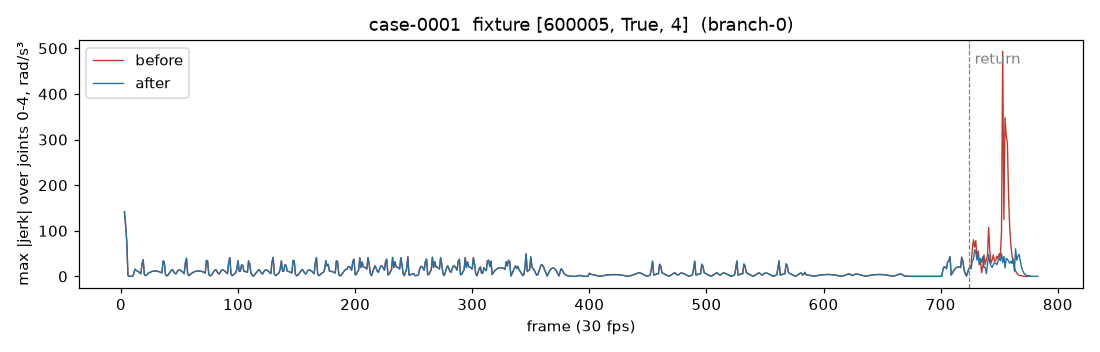 case-0001  fixture [600005, True, 4]  (branch-0)
max |jerk| over joints 0-4, rad/s³
500
400
300
200
100
0
before
after
return
0
100
200
300
400
500
600
700
800
frame (30 fps)